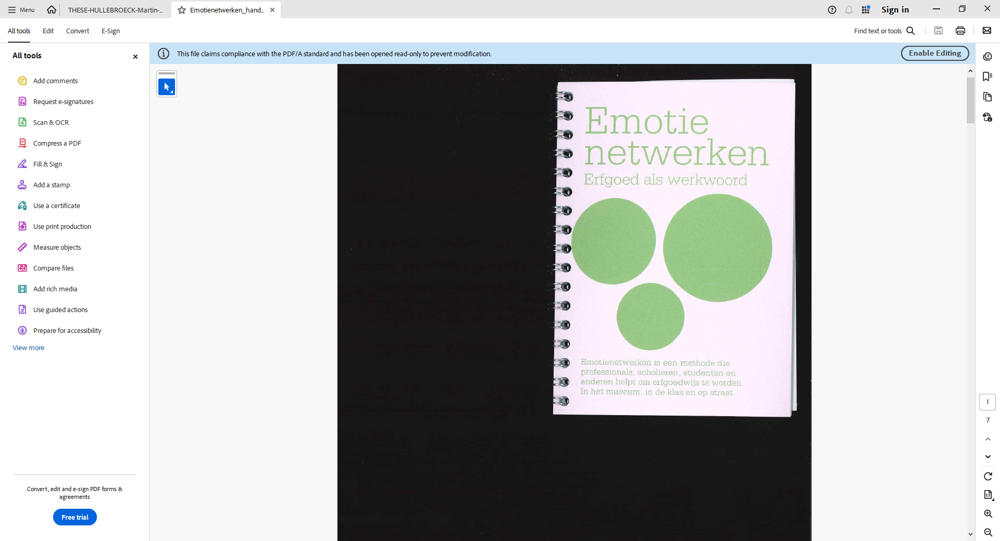 Menu
THESE-HULLEBROECK-Martin-...
Emotienetwerken_hand...
Sign in
All tools
Edit
Convert
E-Sign
Find text or tools
All tools
This file claims compliance with the PDF/A standard and has been opened read-only to prevent modification.
Enable Editing
Add comments
Request e-signatures
Scan & OCR
Compress a PDF
Fill & Sign
Add a stamp
Use a certificate
Use print production
Measure objects
Compare files
Add rich media
Use guided actions
Prepare for accessibility
View more
Convert, edit and e-sign PDF forms &
agreements
Free trial
Emotie
netwerken
Erfgoed als werkwoord
Emotienetwerken is een methode die
professionals, scholieren, studenten en
anderen helpt om erfgoedwijs te worden.
In het museum, in de klas en op straat.
1
7